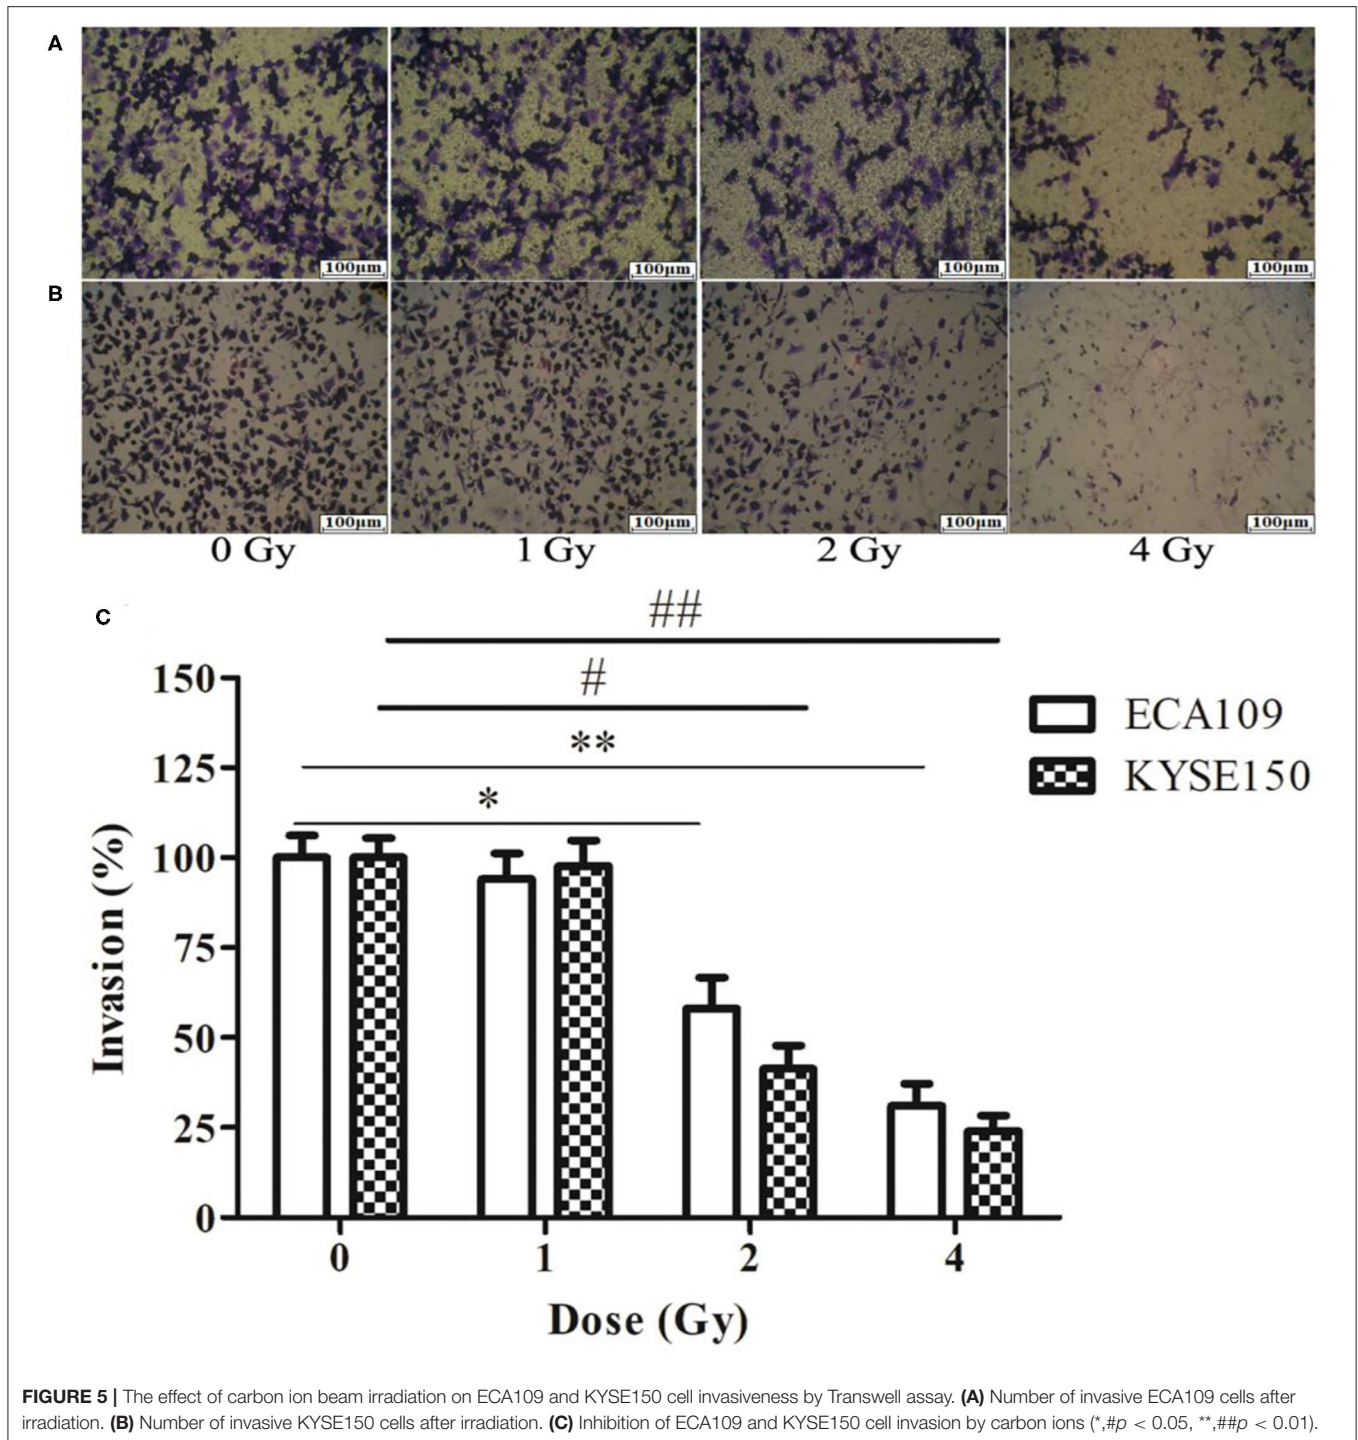 A
100μm 100μm 100μm 100μm
B
100μm 100μm 100μm 100μm
0 Gy 1 Gy 2 Gy 4 Gy
C
##
#
**
*
150
125
100
75
50
25
0
Invasion (%)
ECA109
KYSE150
0 1 2 4
Dose (Gy)
FIGURE 5 | The effect of carbon ion beam irradiation on ECA109 and KYSE150 cell invasiveness by Transwell assay. (A) Number of invasive ECA109 cells after
irradiation. (B) Number of invasive KYSE150 cells after irradiation. (C) Inhibition of ECA109 and KYSE150 cell invasion by carbon ions (*,#p < 0.05, **,##p < 0.01).